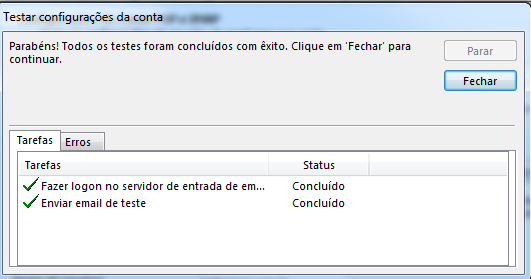 Testar configurações da conta
Parabéns! Todos os testes foram concluídos com êxito. Clique em 'Fechar' para
continuar.
Parar
Fechar
Tarefas
Erros
Tarefas Status
Fazer logon no servidor de entrada de em... Concluído
Enviar email de teste Concluído